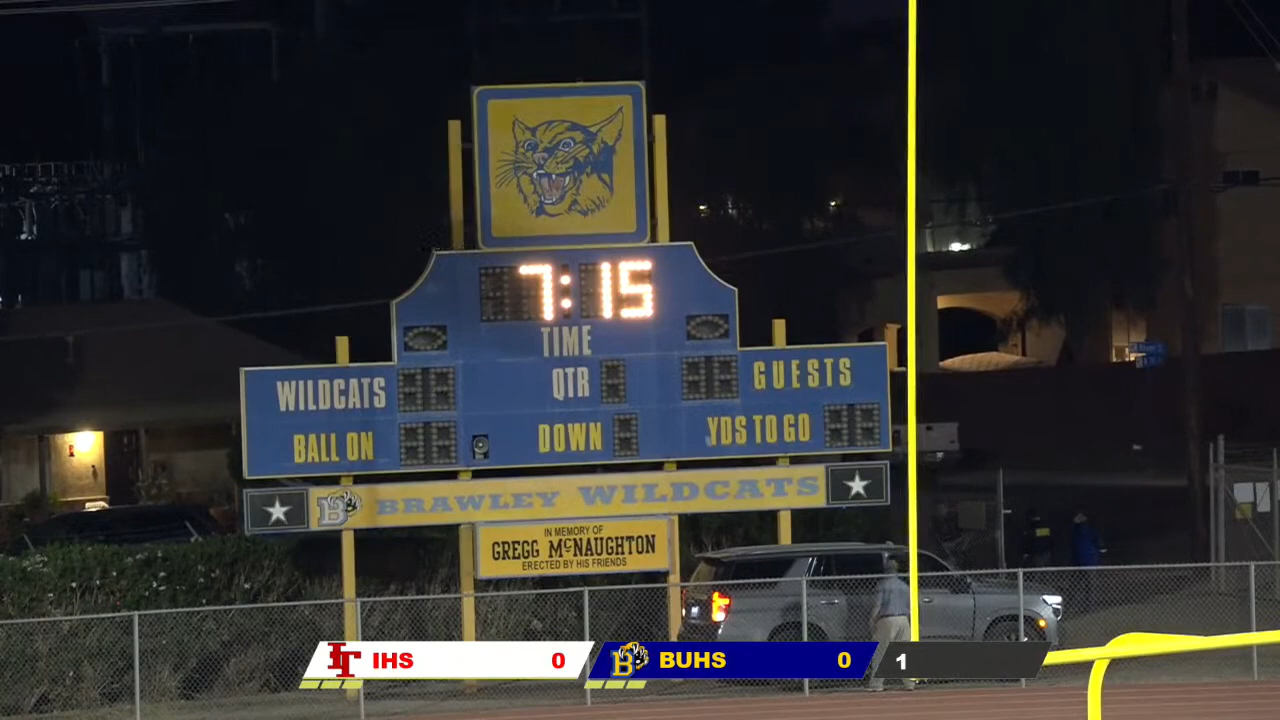 7:15
TIME
WILDCATS
QTR
GUESTS
BALL ON
DOWN
YDS TO GO
B BRAWLEY WILDCATS
IN MEMORY OF
GREGG McNAUGHTON
ERECTED BY HIS FRIENDS
IHS 0 B BUHS 0 1